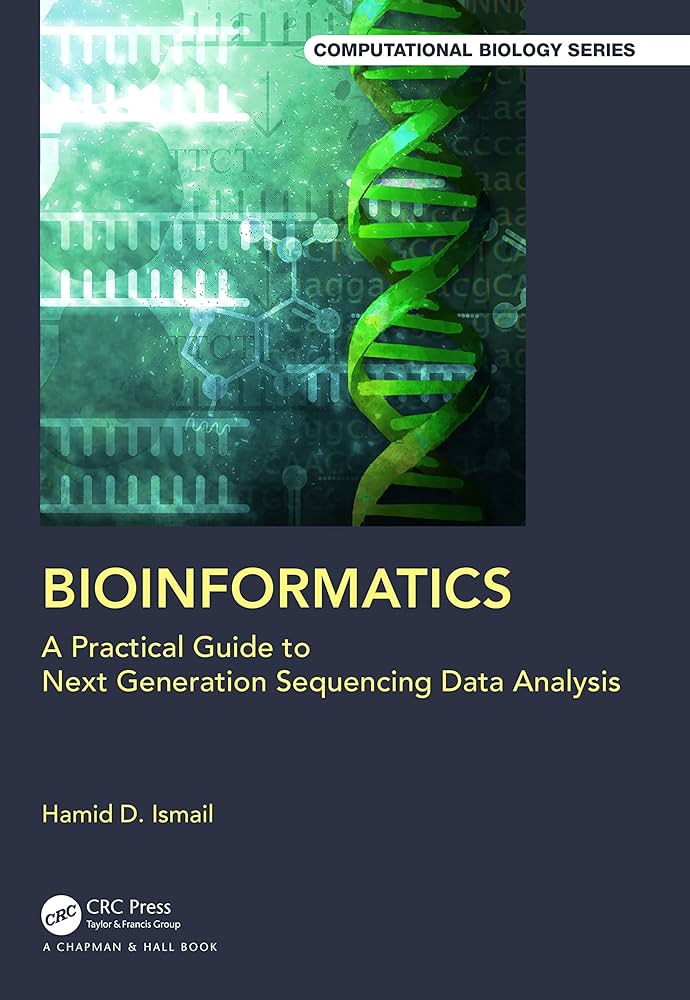 COMPUTATIONAL BIOLOGY SERIES
TTCT
BIOINFORMATICS
A Practical Guide to
Next Generation Sequencing Data Analysis
Hamid D. Ismail
CRC CRC Press
Taylor & Francis Group
A CHAPMAN & HALL BOOK